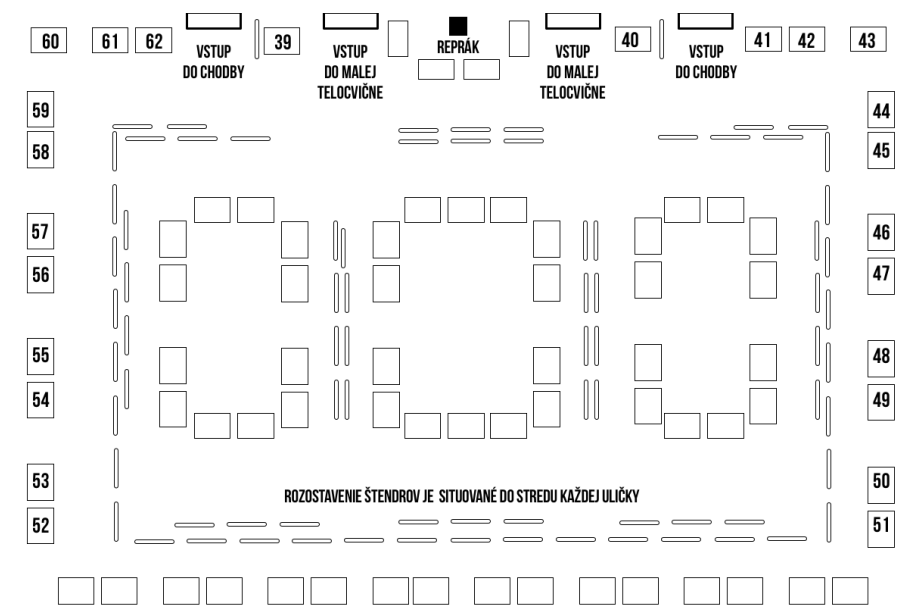 60
61
62
39
REPRÁK
40
41
42
43
VSTUP
DO CHODBY
VSTUP
DO MALEJ
TELOCVIČNE
VSTUP
DO MALEJ
TELOCVIČNE
VSTUP
DO CHODBY
59
44
58
45
57
46
56
47
55
48
54
49
53
50
ROZOSTAVENIE ŠTENDROV JE SITUOVANÉ DO STREDU KAŽDEJ ULIČKY
52
51